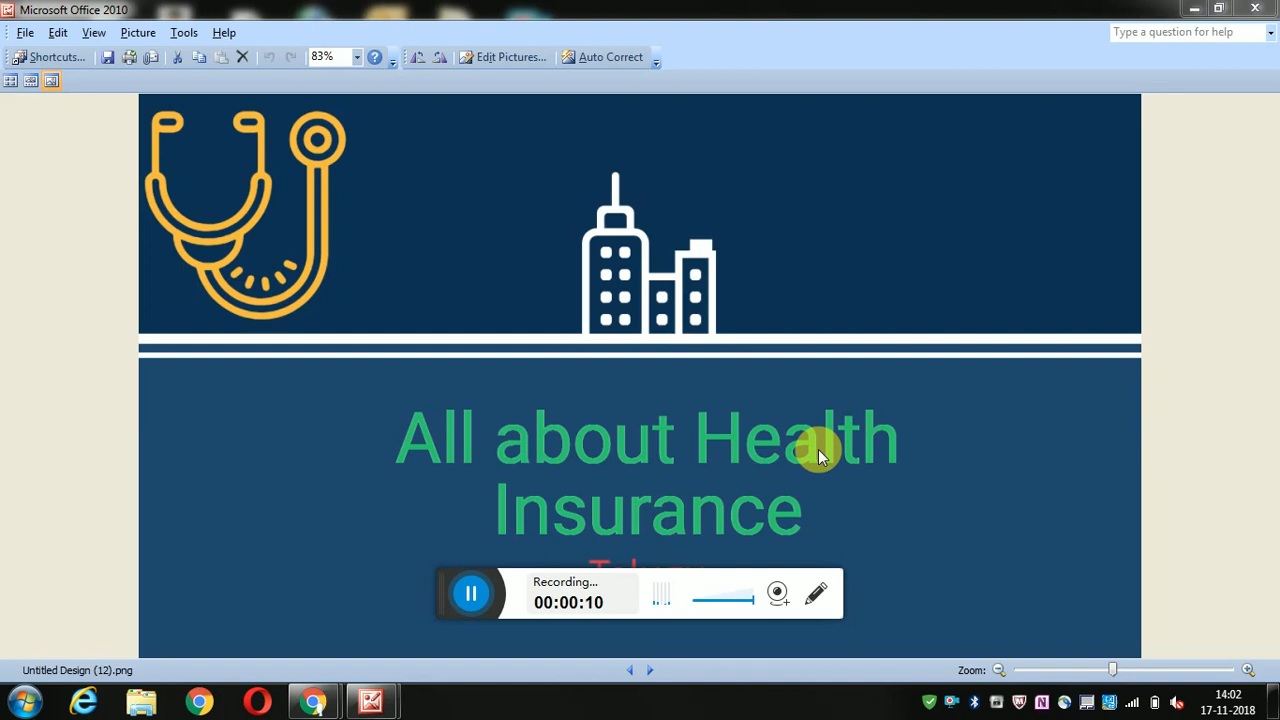 Microsoft Office 2010
File Edit View Picture Tools Help
Type a question for help
Shortcuts... 83% Edit Pictures... Auto Correct
All about Health
Insurance
Recording...
00:00:10
Untitled Design (12).png
Zoom:
14:02
17-11-2018